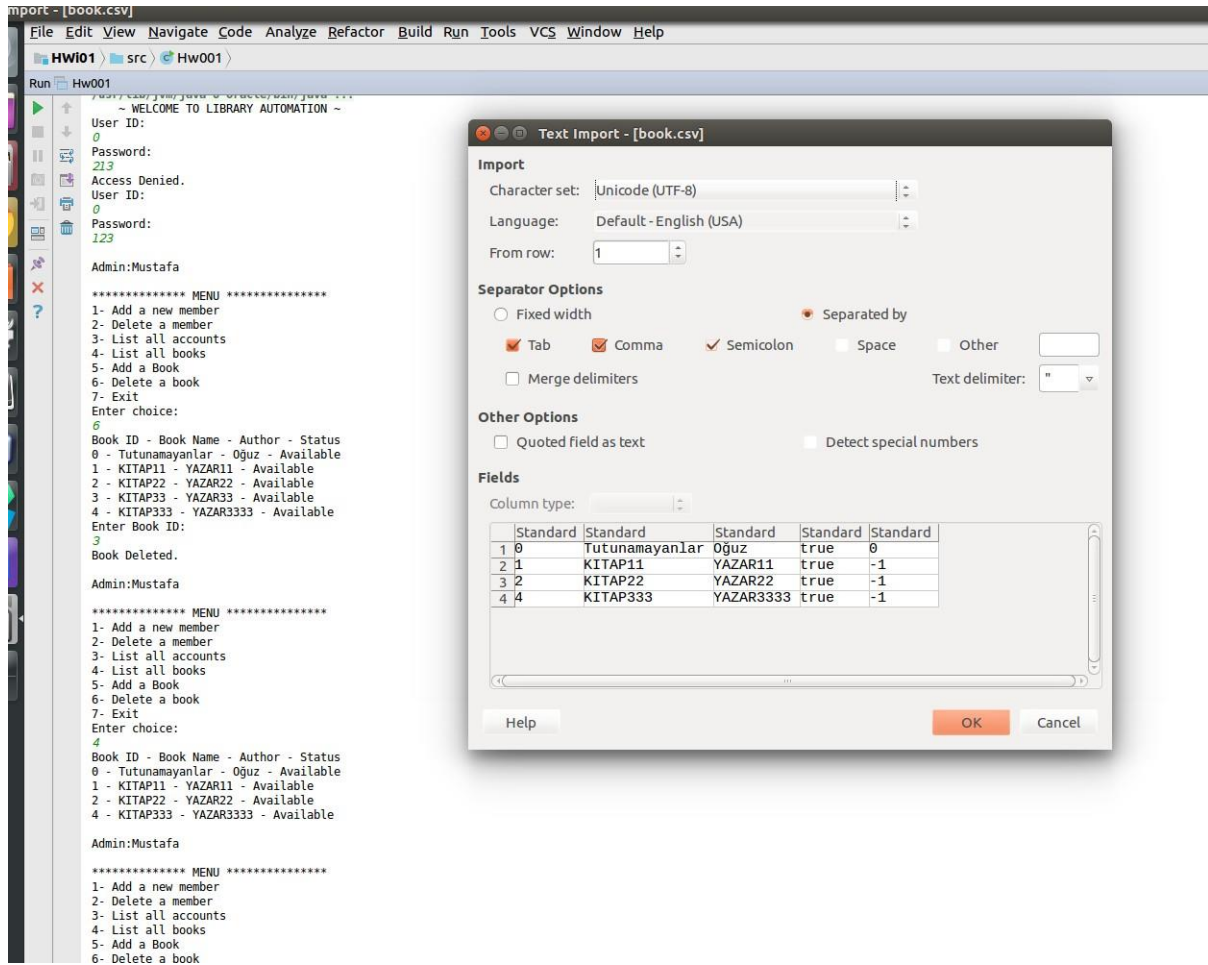 mport - [book.csv]
File Edit View Navigate Code Analyze Refactor Build Run Tools VCS Window Help
HWi01 src Hw001
Run Hw001
/usr/lib/jvm/java-8-oracle/bin/java ...
~ WELCOME TO LIBRARY AUTOMATION ~
User ID:
0
Password:
213
Access Denied.
User ID:
0
Password:
123
Admin:Mustafa
************** MENU ***************
1- Add a new member
2- Delete a member
3- List all accounts
4- List all books
5- Add a Book
6- Delete a book
7- Exit
Enter choice:
6
Book ID - Book Name - Author - Status
0 - Tutunamayanlar - Oğuz - Available
1 - KITAP11 - YAZAR11 - Available
2 - KITAP22 - YAZAR22 - Available
3 - KITAP33 - YAZAR33 - Available
4 - KITAP333 - YAZAR3333 - Available
Enter Book ID:
3
Book Deleted.
Admin:Mustafa
************** MENU ***************
1- Add a new member
2- Delete a member
3- List all accounts
4- List all books
5- Add a Book
6- Delete a book
7- Exit
Enter choice:
4
Book ID - Book Name - Author - Status
0 - Tutunamayanlar - Oğuz - Available
1 - KITAP11 - YAZAR11 - Available
2 - KITAP22 - YAZAR22 - Available
4 - KITAP333 - YAZAR3333 - Available
Admin:Mustafa
************** MENU ***************
1- Add a new member
2- Delete a member
3- List all accounts
4- List all books
5- Add a Book
6- Delete a book
Text Import - [book.csv]
Import
Character set: Unicode (UTF-8)
Language: Default - English (USA)
From row: 1
Separator Options
Fixed width Separated by
Tab Comma Semicolon Space Other
Merge delimiters Text delimiter: "
Other Options
Quoted field as text Detect special numbers
Fields
Column type:
Standard Standard Standard Standard Standard
1 0 Tutunamayanlar Oğuz true 0
2 1 KITAP11 YAZAR11 true -1
3 2 KITAP22 YAZAR22 true -1
4 4 KITAP333 YAZAR3333 true -1
Help OK Cancel